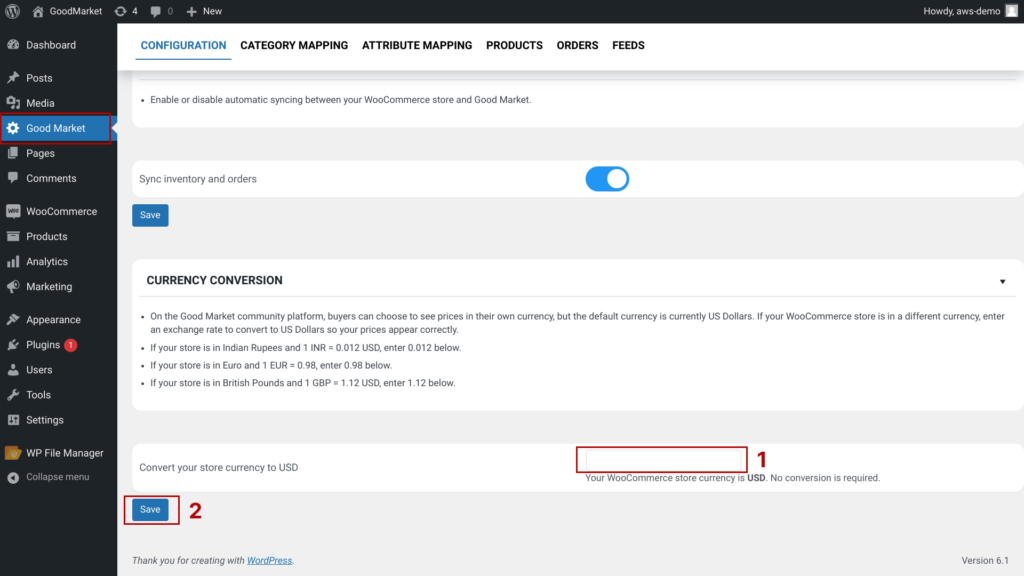 GoodMarket 4 0 New Howdy, aws-demo
Dashboard
Posts
Media
Good Market
Pages
Comments
WooCommerce
Products
Analytics
Marketing
Appearance
Plugins 1
Users
Tools
Settings
WP File Manager
Collapse menu
CONFIGURATION CATEGORY MAPPING ATTRIBUTE MAPPING PRODUCTS ORDERS FEEDS
• Enable or disable automatic syncing between your WooCommerce store and Good Market.
Sync inventory and orders
Save
CURRENCY CONVERSION
• On the Good Market community platform, buyers can choose to see prices in their own currency, but the default currency is currently US Dollars. If your WooCommerce store is in a different currency, enter
an exchange rate to convert to US Dollars so your prices appear correctly.
• If your store is in Indian Rupees and 1 INR = 0.012 USD, enter 0.012 below.
• If your store is in Euro and 1 EUR = 0.98, enter 0.98 below.
• If your store is in British Pounds and 1 GBP = 1.12 USD, enter 1.12 below.
Convert your store currency to USD
1
Your WooCommerce store currency is USD. No conversion is required.
Save 2
Thank you for creating with WordPress. Version 6.1